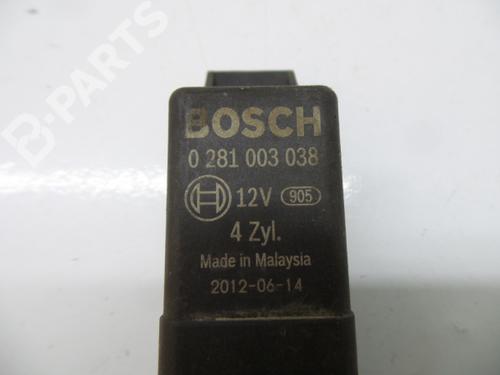 B-PARTS
BOSCH
0 281 003 038
12V 905
4 Zyl.
Made in Malaysia
2012-06-14